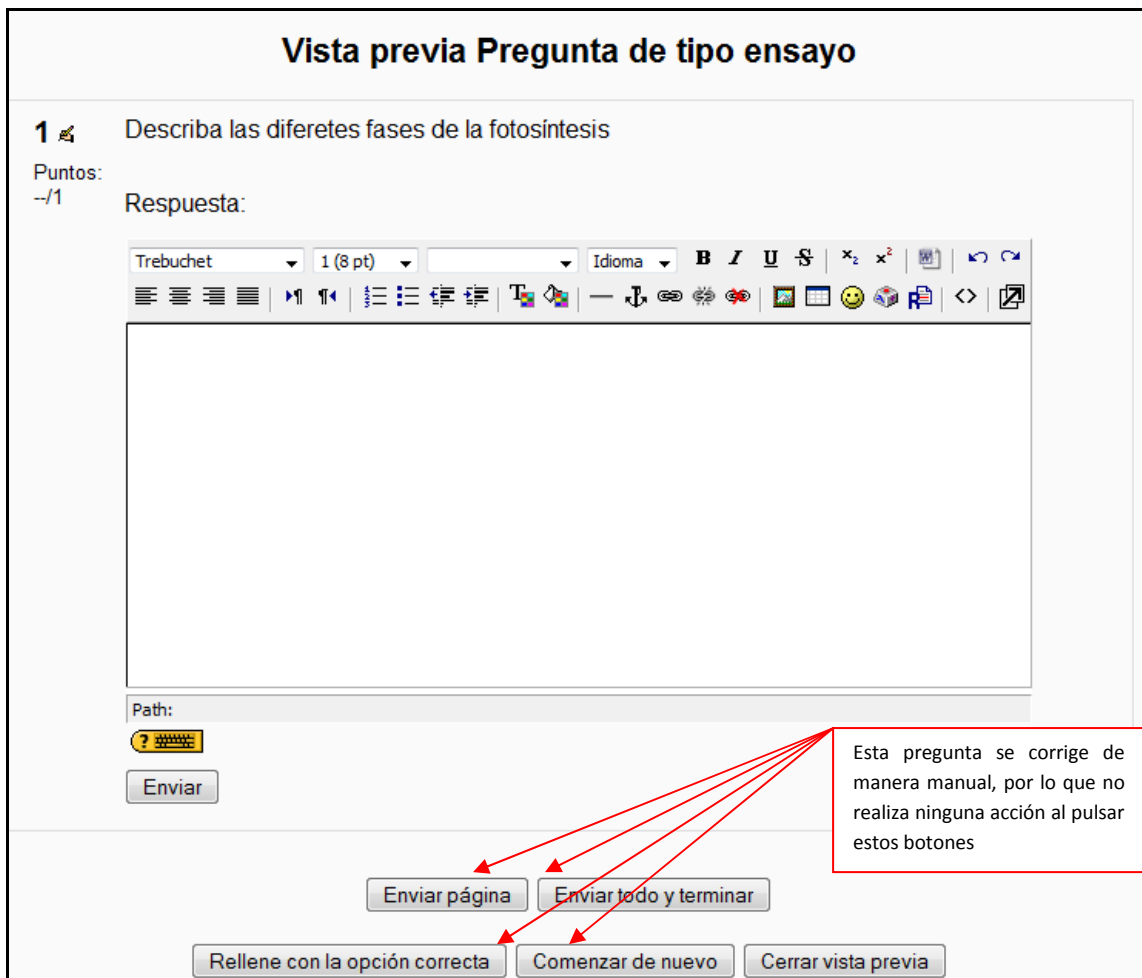 Vista previa Pregunta de tipo ensayo
1
Describa las diferetes fases de la fotosíntesis
Puntos:
--/1
Respuesta:
Trebuchet 1 (8 pt) Idioma B I U S x₂ x²
Path:
?
Enviar
Esta pregunta se corrige de
manera manual, por lo que no
realiza ninguna acción al pulsar
estos botones
Enviar página Enviar todo y terminar
Rellene con la opción correcta Comenzar de nuevo Cerrar vista previa